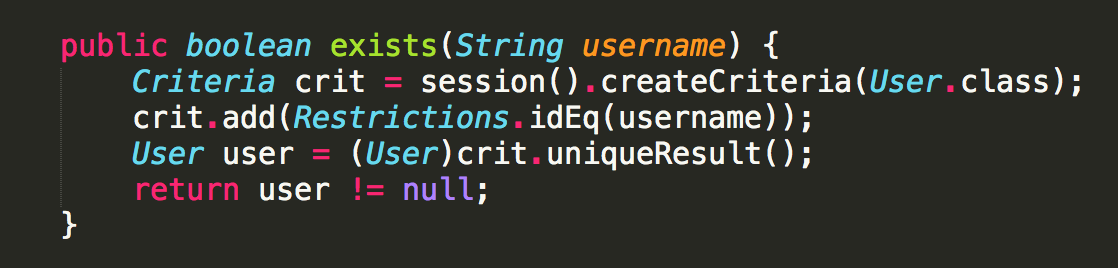 public boolean exists(String username) {
    Criteria crit = session().createCriteria(User.class);
    crit.add(Restrictions.idEq(username));
    User user = (User)crit.uniqueResult();
    return user != null;
}